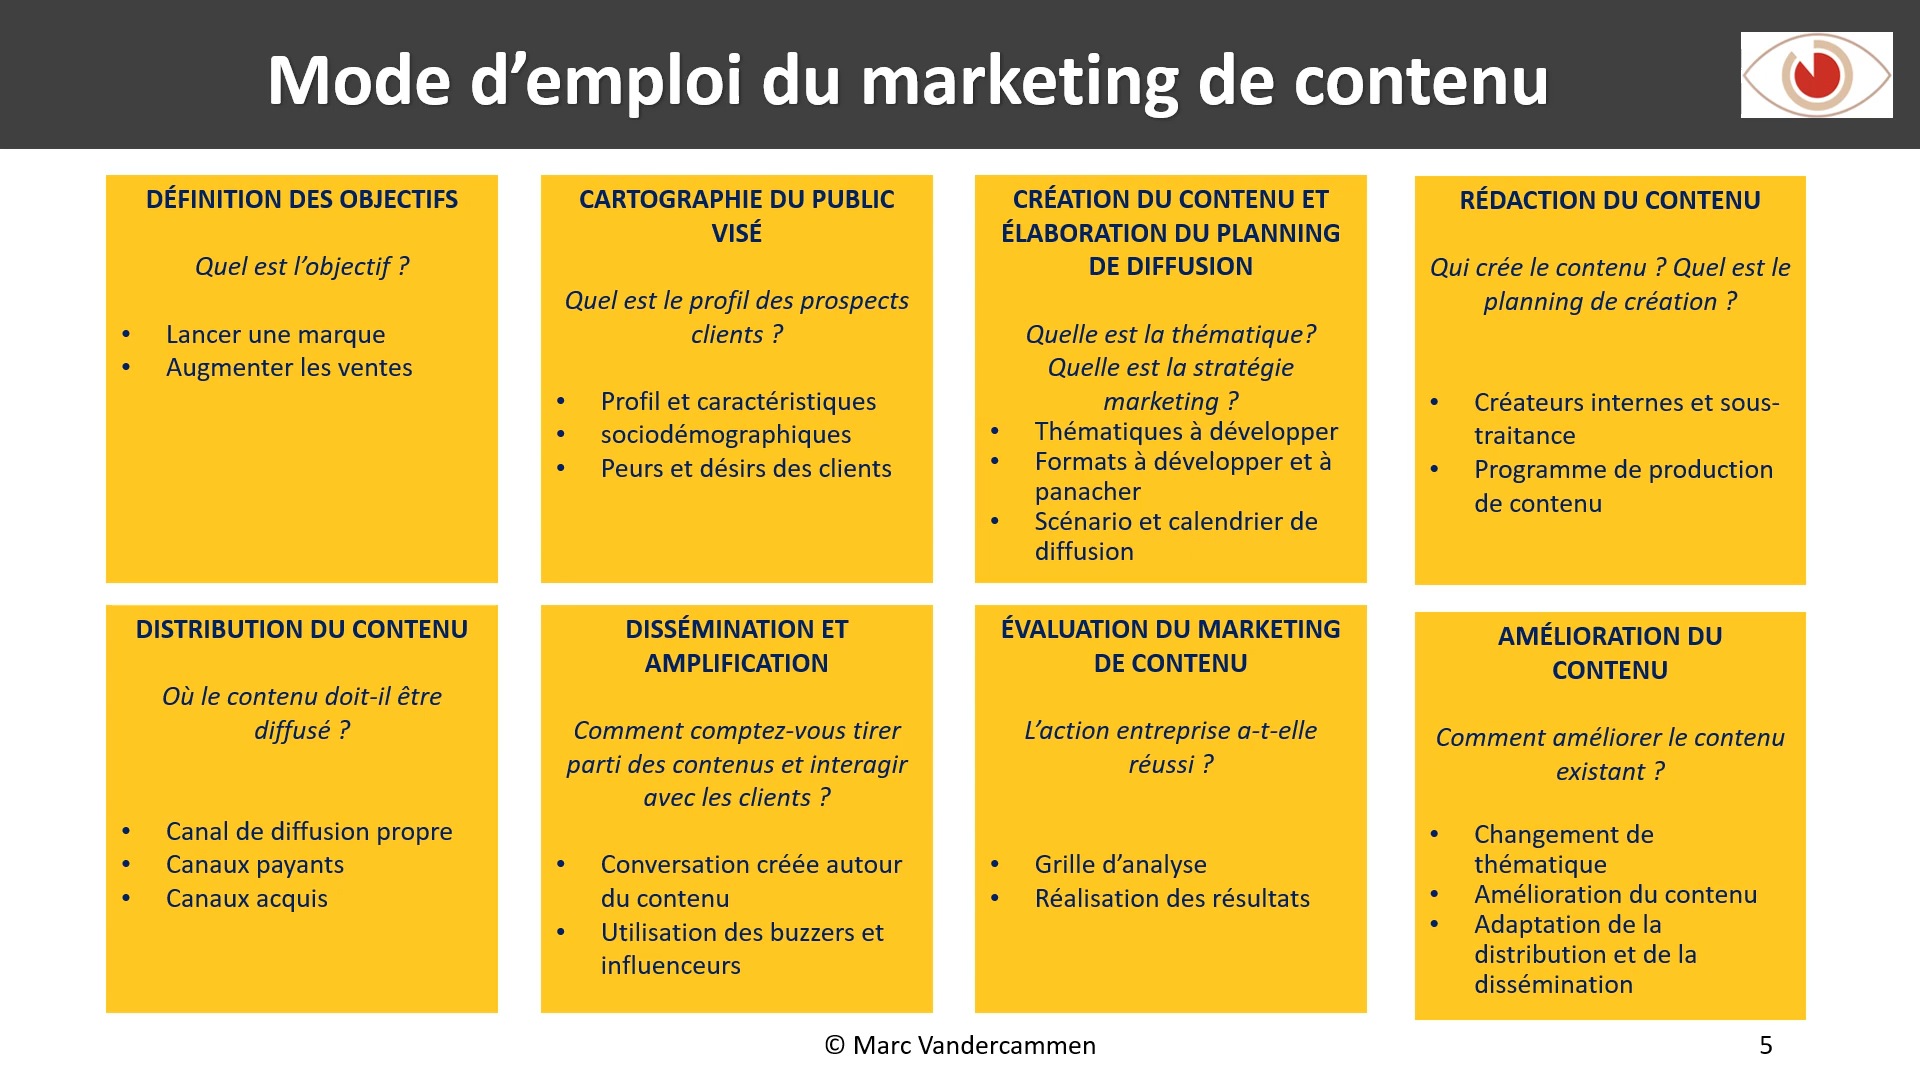 Mode d’emploi du marketing de contenu
DÉFINITION DES OBJECTIFS
Quel est l’objectif ?
• Lancer une marque
• Augmenter les ventes
CARTOGRAPHIE DU PUBLIC
VISÉ
Quel est le profil des prospects
clients ?
• Profil et caractéristiques
• sociodémographiques
• Peurs et désirs des clients
CRÉATION DU CONTENU ET
ÉLABORATION DU PLANNING
DE DIFFUSION
Quelle est la thématique?
Quelle est la stratégie
marketing ?
• Thématiques à développer
• Formats à développer et à
panacher
• Scénario et calendrier de
diffusion
RÉDACTION DU CONTENU
Qui crée le contenu ? Quel est le
planning de création ?
• Créateurs internes et sous-
traitance
• Programme de production
de contenu
DISTRIBUTION DU CONTENU
Où le contenu doit-il être
diffusé ?
• Canal de diffusion propre
• Canaux payants
• Canaux acquis
DISSÉMINATION ET
AMPLIFICATION
Comment comptez-vous tirer
parti des contenus et interagir
avec les clients ?
• Conversation créée autour
du contenu
• Utilisation des buzzers et
influenceurs
ÉVALUATION DU MARKETING
DE CONTENU
L’action entreprise a-t-elle
réussi ?
• Grille d’analyse
• Réalisation des résultats
AMÉLIORATION DU
CONTENU
Comment améliorer le contenu
existant ?
• Changement de
thématique
• Amélioration du contenu
• Adaptation de la
distribution et de la
dissémination
© Marc Vandercammen
5